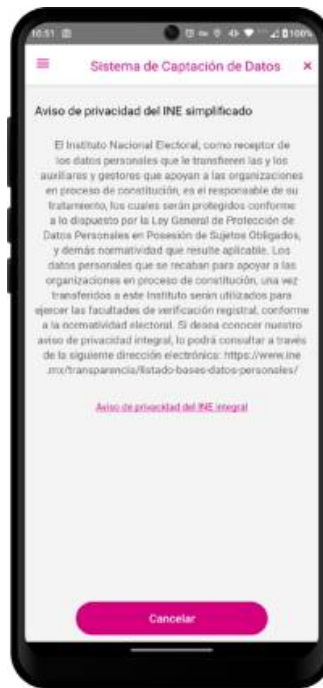 10:51
100%
Sistema de Captación de Datos
Aviso de privacidad del INE simplificado
El Instituto Nacional Electoral, como receptor de
los datos personales que le transfieren las y los
auxiliares y gestores que apoyan a las organizaciones
en proceso de constitución, es el responsable de su
tratamiento, los cuales serán protegidos conforme
a lo dispuesto por la Ley General de Protección de
Datos Personales en Posesión de Sujetos Obligados,
y demás normatividad que resulte aplicable. Los
datos personales que se recaban para apoyar a las
organizaciones en proceso de constitución, una vez
transferidos a este Instituto serán utilizados para
ejercer las facultades de verificación registral, conforme
a la normatividad electoral. Si desea conocer nuestro
aviso de privacidad integral, lo podrá consultar a través
de la siguiente dirección electrónica: https://www.ine
.mx/transparencia/listado-bases-datos-personales/
Aviso de privacidad del INE integral
Cancelar